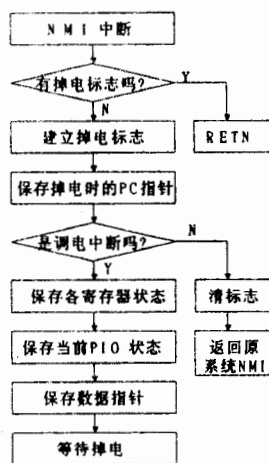 NMI 中断
有掉电标志吗?
Y
N
建立掉电标志
RETN
保存掉电时的PC指针
是调电中断吗?
N
Y
保存各寄存器状态
清标志
保存当前PIO 状态
返回原
系统NMI
保存数据指针
等待掉电